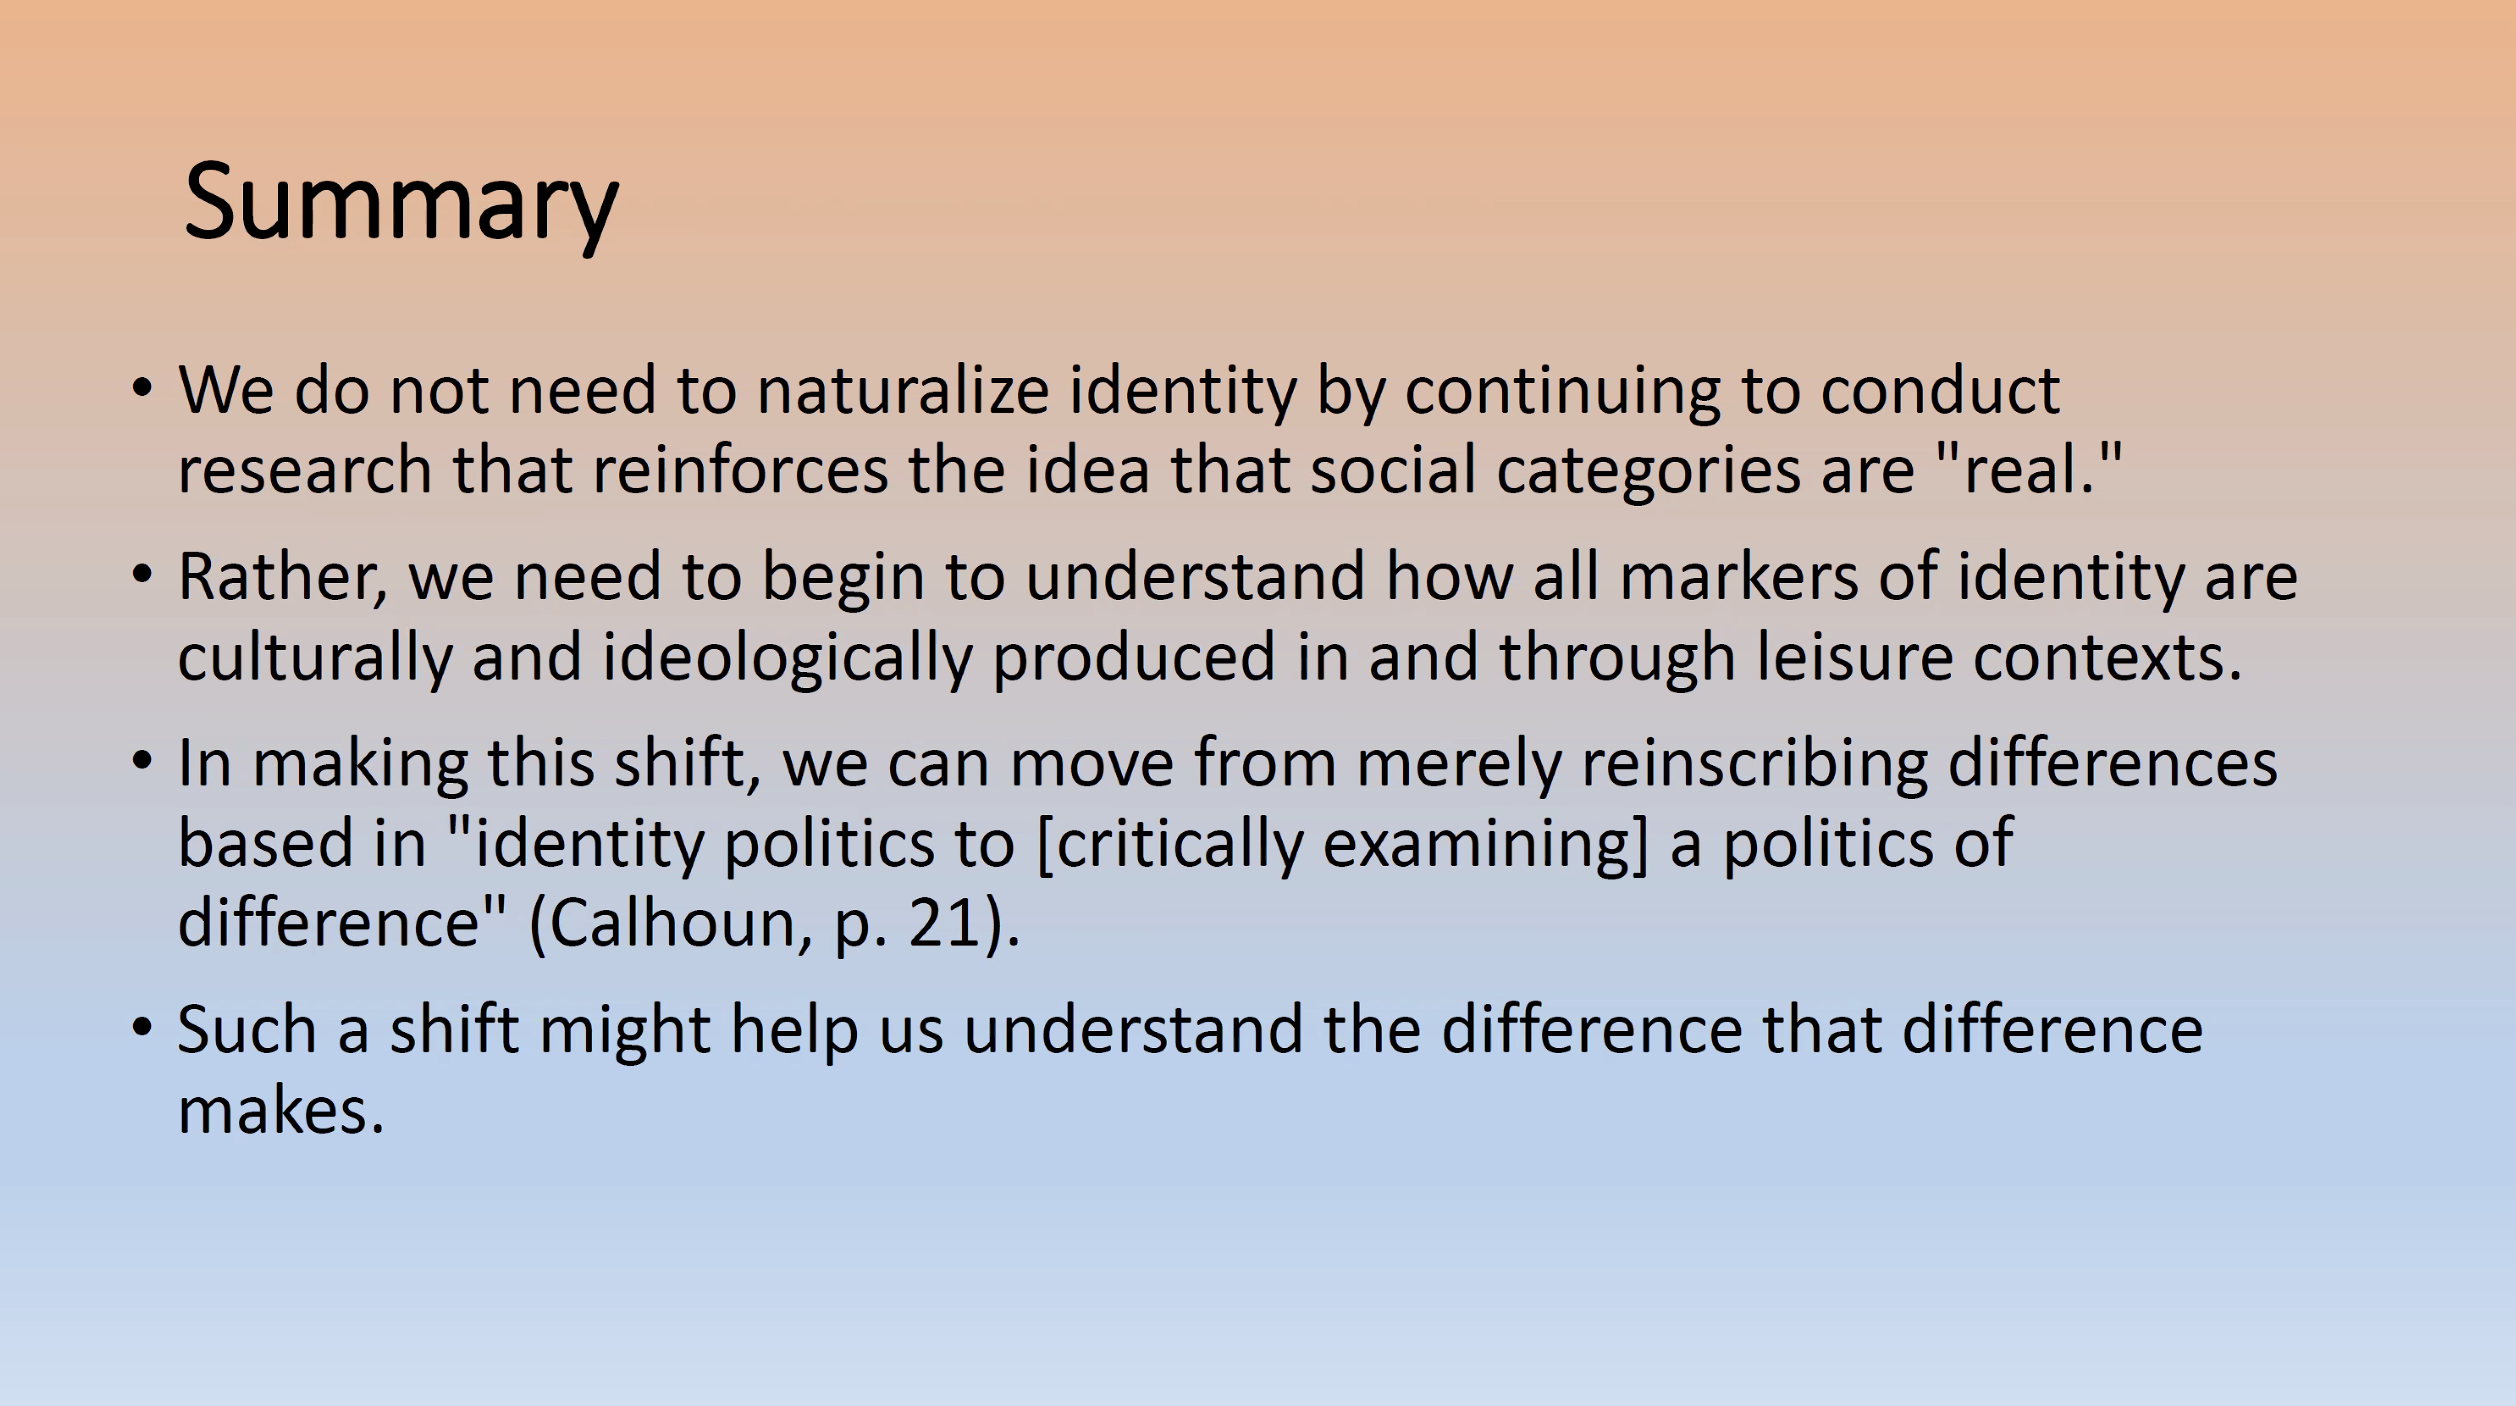 Summary
• We do not need to naturalize identity by continuing to conduct
research that reinforces the idea that social categories are "real."
• Rather, we need to begin to understand how all markers of identity are
culturally and ideologically produced in and through leisure contexts.
• In making this shift, we can move from merely reinscribing differences
based in "identity politics to [critically examining] a politics of
difference" (Calhoun, p. 21).
• Such a shift might help us understand the difference that difference
makes.